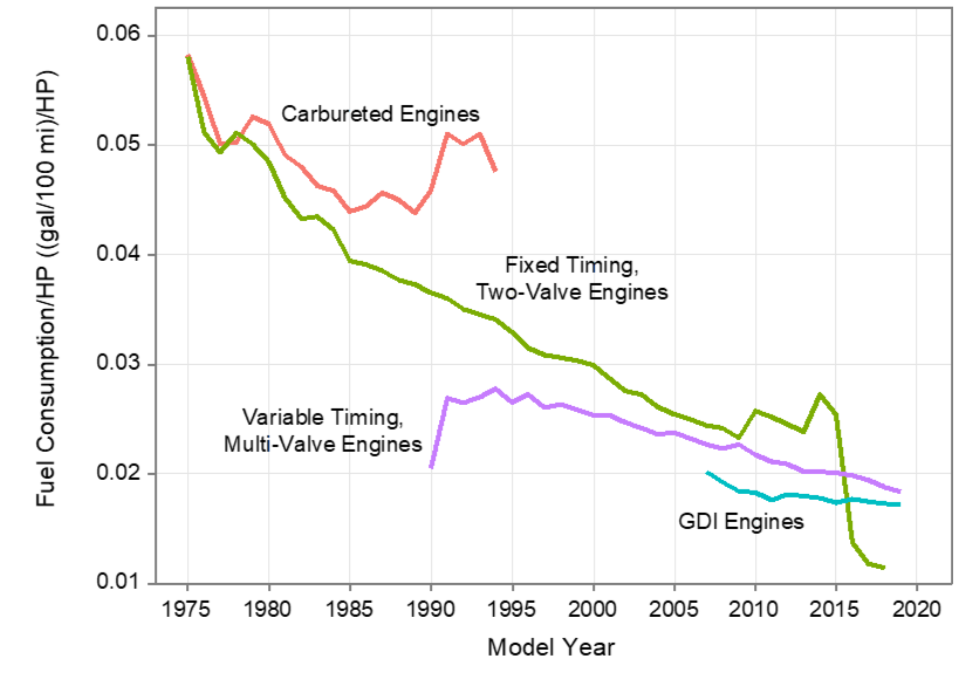 Fuel Consumption/HP ((gal/100 mi)/HP)
0.06
0.05
0.04
0.03
0.02
0.01
Carbureted Engines
Fixed Timing,
Two-Valve Engines
Variable Timing,
Multi-Valve Engines
GDI Engines
1975 1980 1985 1990 1995 2000 2005 2010 2015 2020
Model Year